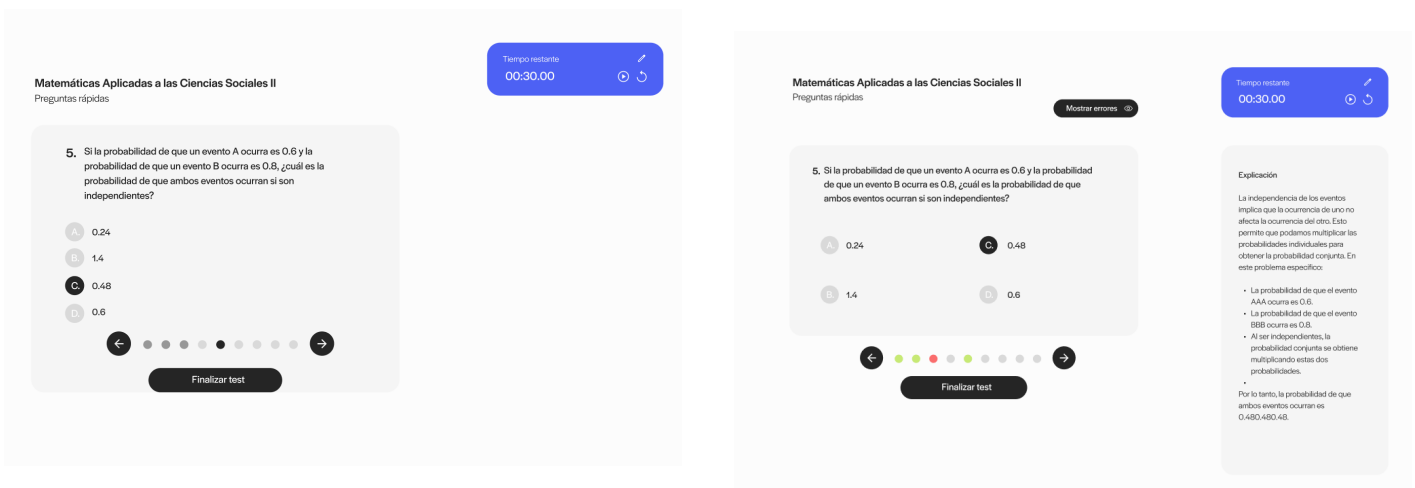 Matemáticas Aplicadas a las Ciencias Sociales II
Preguntas rápidas
Tiempo restante
00:30.00
5. Si la probabilidad de que un evento A ocurra es 0.6 y la
probabilidad de que un evento B ocurra es 0.8, ¿cuál es la
probabilidad de que ambos eventos ocurran si son
independientes?
A. 0.24
B. 1.4
C. 0.48
D. 0.6
Finalizar test
Matemáticas Aplicadas a las Ciencias Sociales II
Preguntas rápidas
Mostrar errores
Tiempo restante
00:30.00
5. Si la probabilidad de que un evento A ocurra es 0.6 y la probabilidad
de que un evento B ocurra es 0.8, ¿cuál es la probabilidad de que
ambos eventos ocurran si son independientes?
A. 0.24
C. 0.48
B. 1.4
D. 0.6
Finalizar test
Explicación
La independencia de los eventos
implica que la ocurrencia de uno no
afecta la ocurrencia del otro. Esto
permite que podamos multiplicar las
probabilidades individuales para
obtener la probabilidad conjunta. En
este problema específico:
• La probabilidad de que el evento
AAA ocurra es 0.6.
• La probabilidad de que el evento
BBB ocurra es 0.8.
• Al ser independientes, la
probabilidad conjunta se obtiene
multiplicando estas dos
probabilidades.
•
Por lo tanto, la probabilidad de que
ambos eventos ocurran es
0.480.480.48.